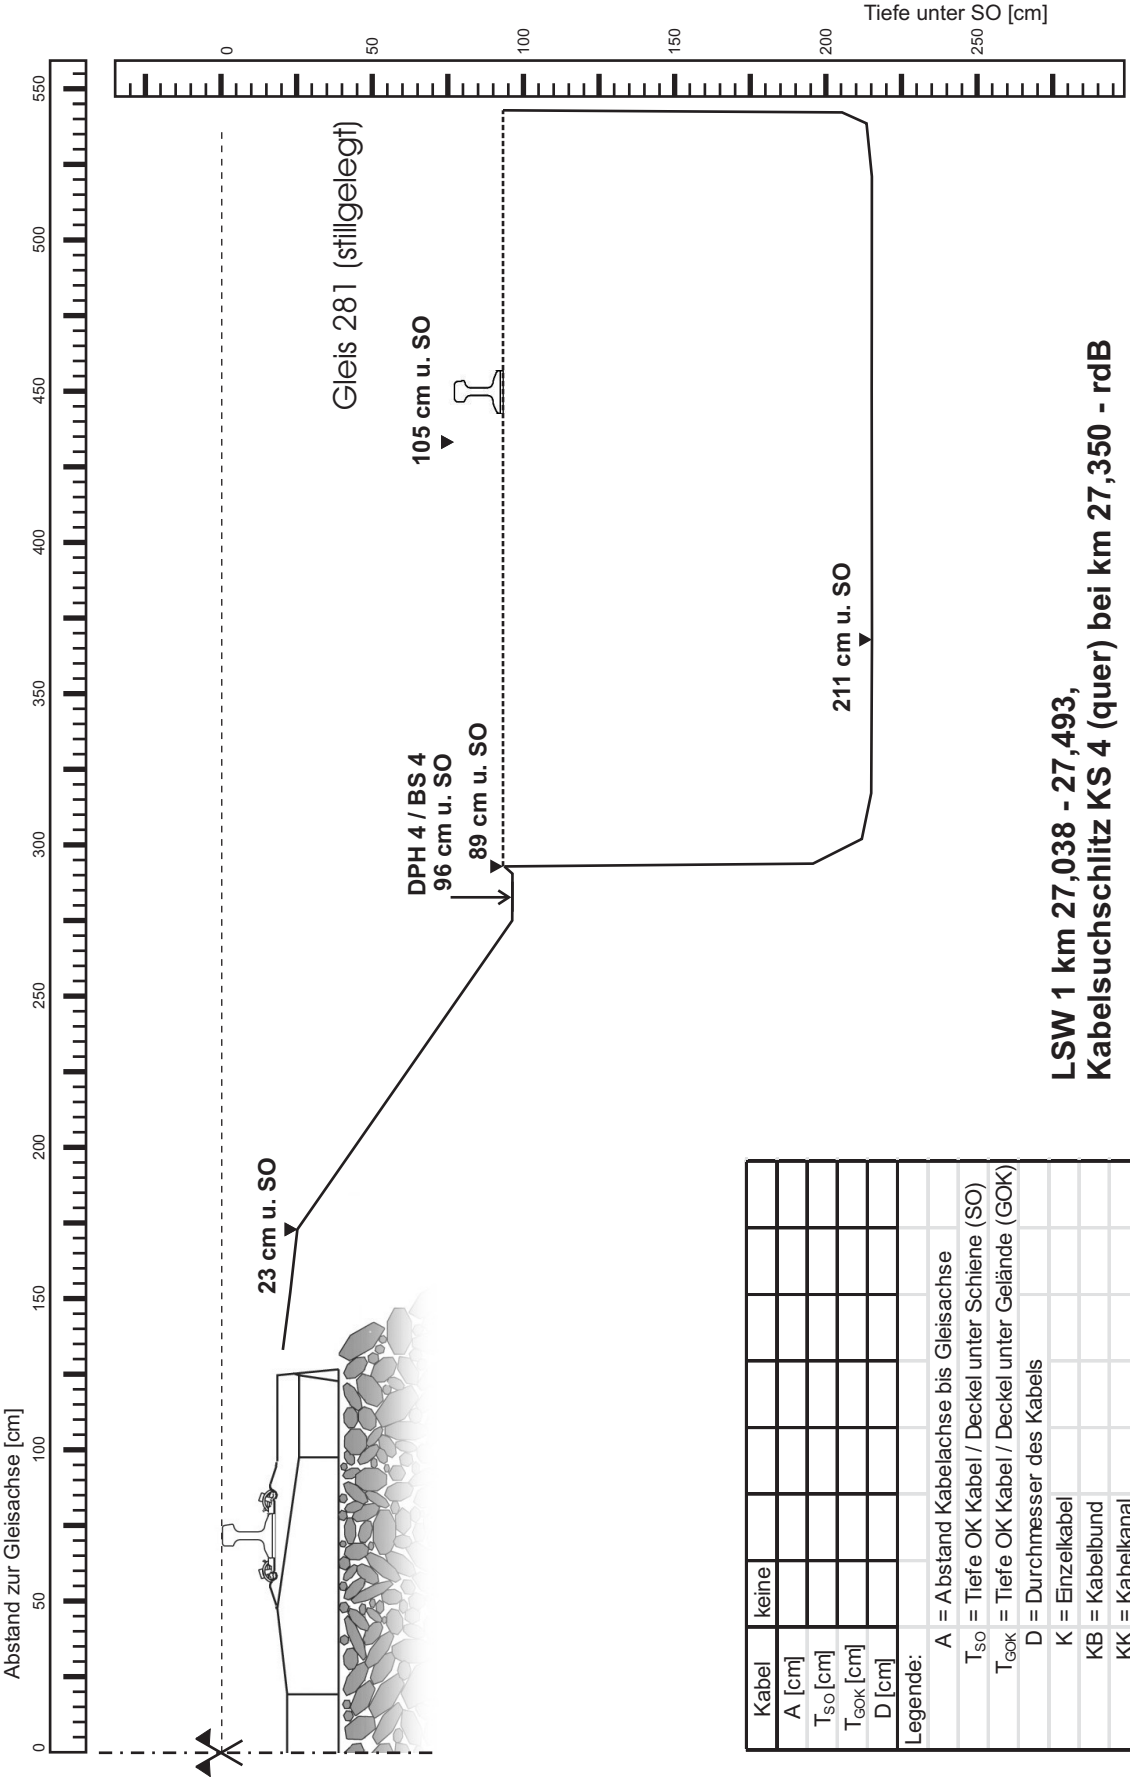 Abstand zur Gleisachse [cm]
0
50
100
150
200
250
300
350
400
450
500
550
Tiefe unter SO [cm]
0
50
100
150
200
250
Gleis 281 (stillgelegt)
23 cm u. SO
DPH 4 / BS 4
96 cm u. SO
89 cm u. SO
105 cm u. SO
211 cm u. SO
Kabel keine
A [cm]
TSO [cm]
TGOK [cm]
D [cm]
Legende:
A = Abstand Kabelachse bis Gleisachse
TSO = Tiefe OK Kabel / Deckel unter Schiene (SO)
TGOK = Tiefe OK Kabel / Deckel unter Gelände (GOK)
D = Durchmesser des Kabels
K = Einzelkabel
KB = Kabelbund
KK = Kabelkanal
LSW 1 km 27,038 - 27,493,
Kabelsuchschlitz KS 4 (quer) bei km 27,350 - rdB